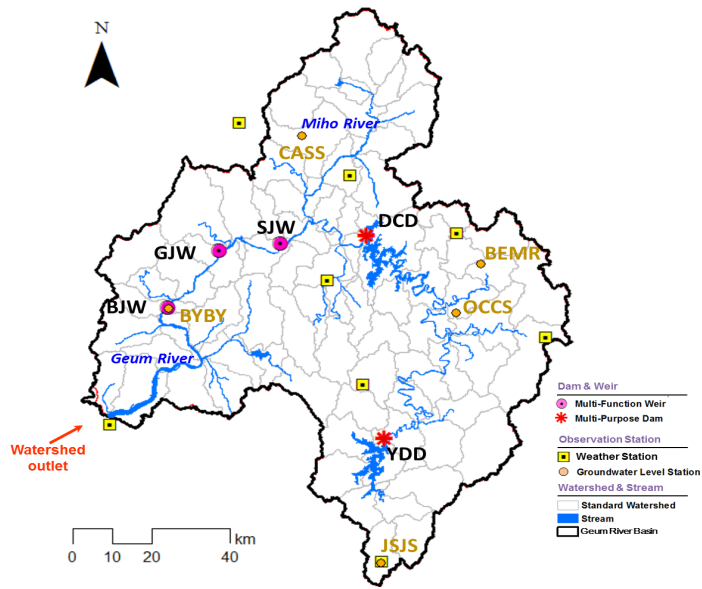 N
Miho River
CASS
SJW
DCD
GJW
BEMR
BJW
BYBY
OCCS
Geum River
Watershed
outlet
YDD
JSJS
km
0 10 20 40
Dam & Weir
Multi-Function Weir
Multi-Purpose Dam
Observation Station
Weather Station
Groundwater Level Station
Watershed & Stream
Standard Watershed
Stream
Geum River Basin